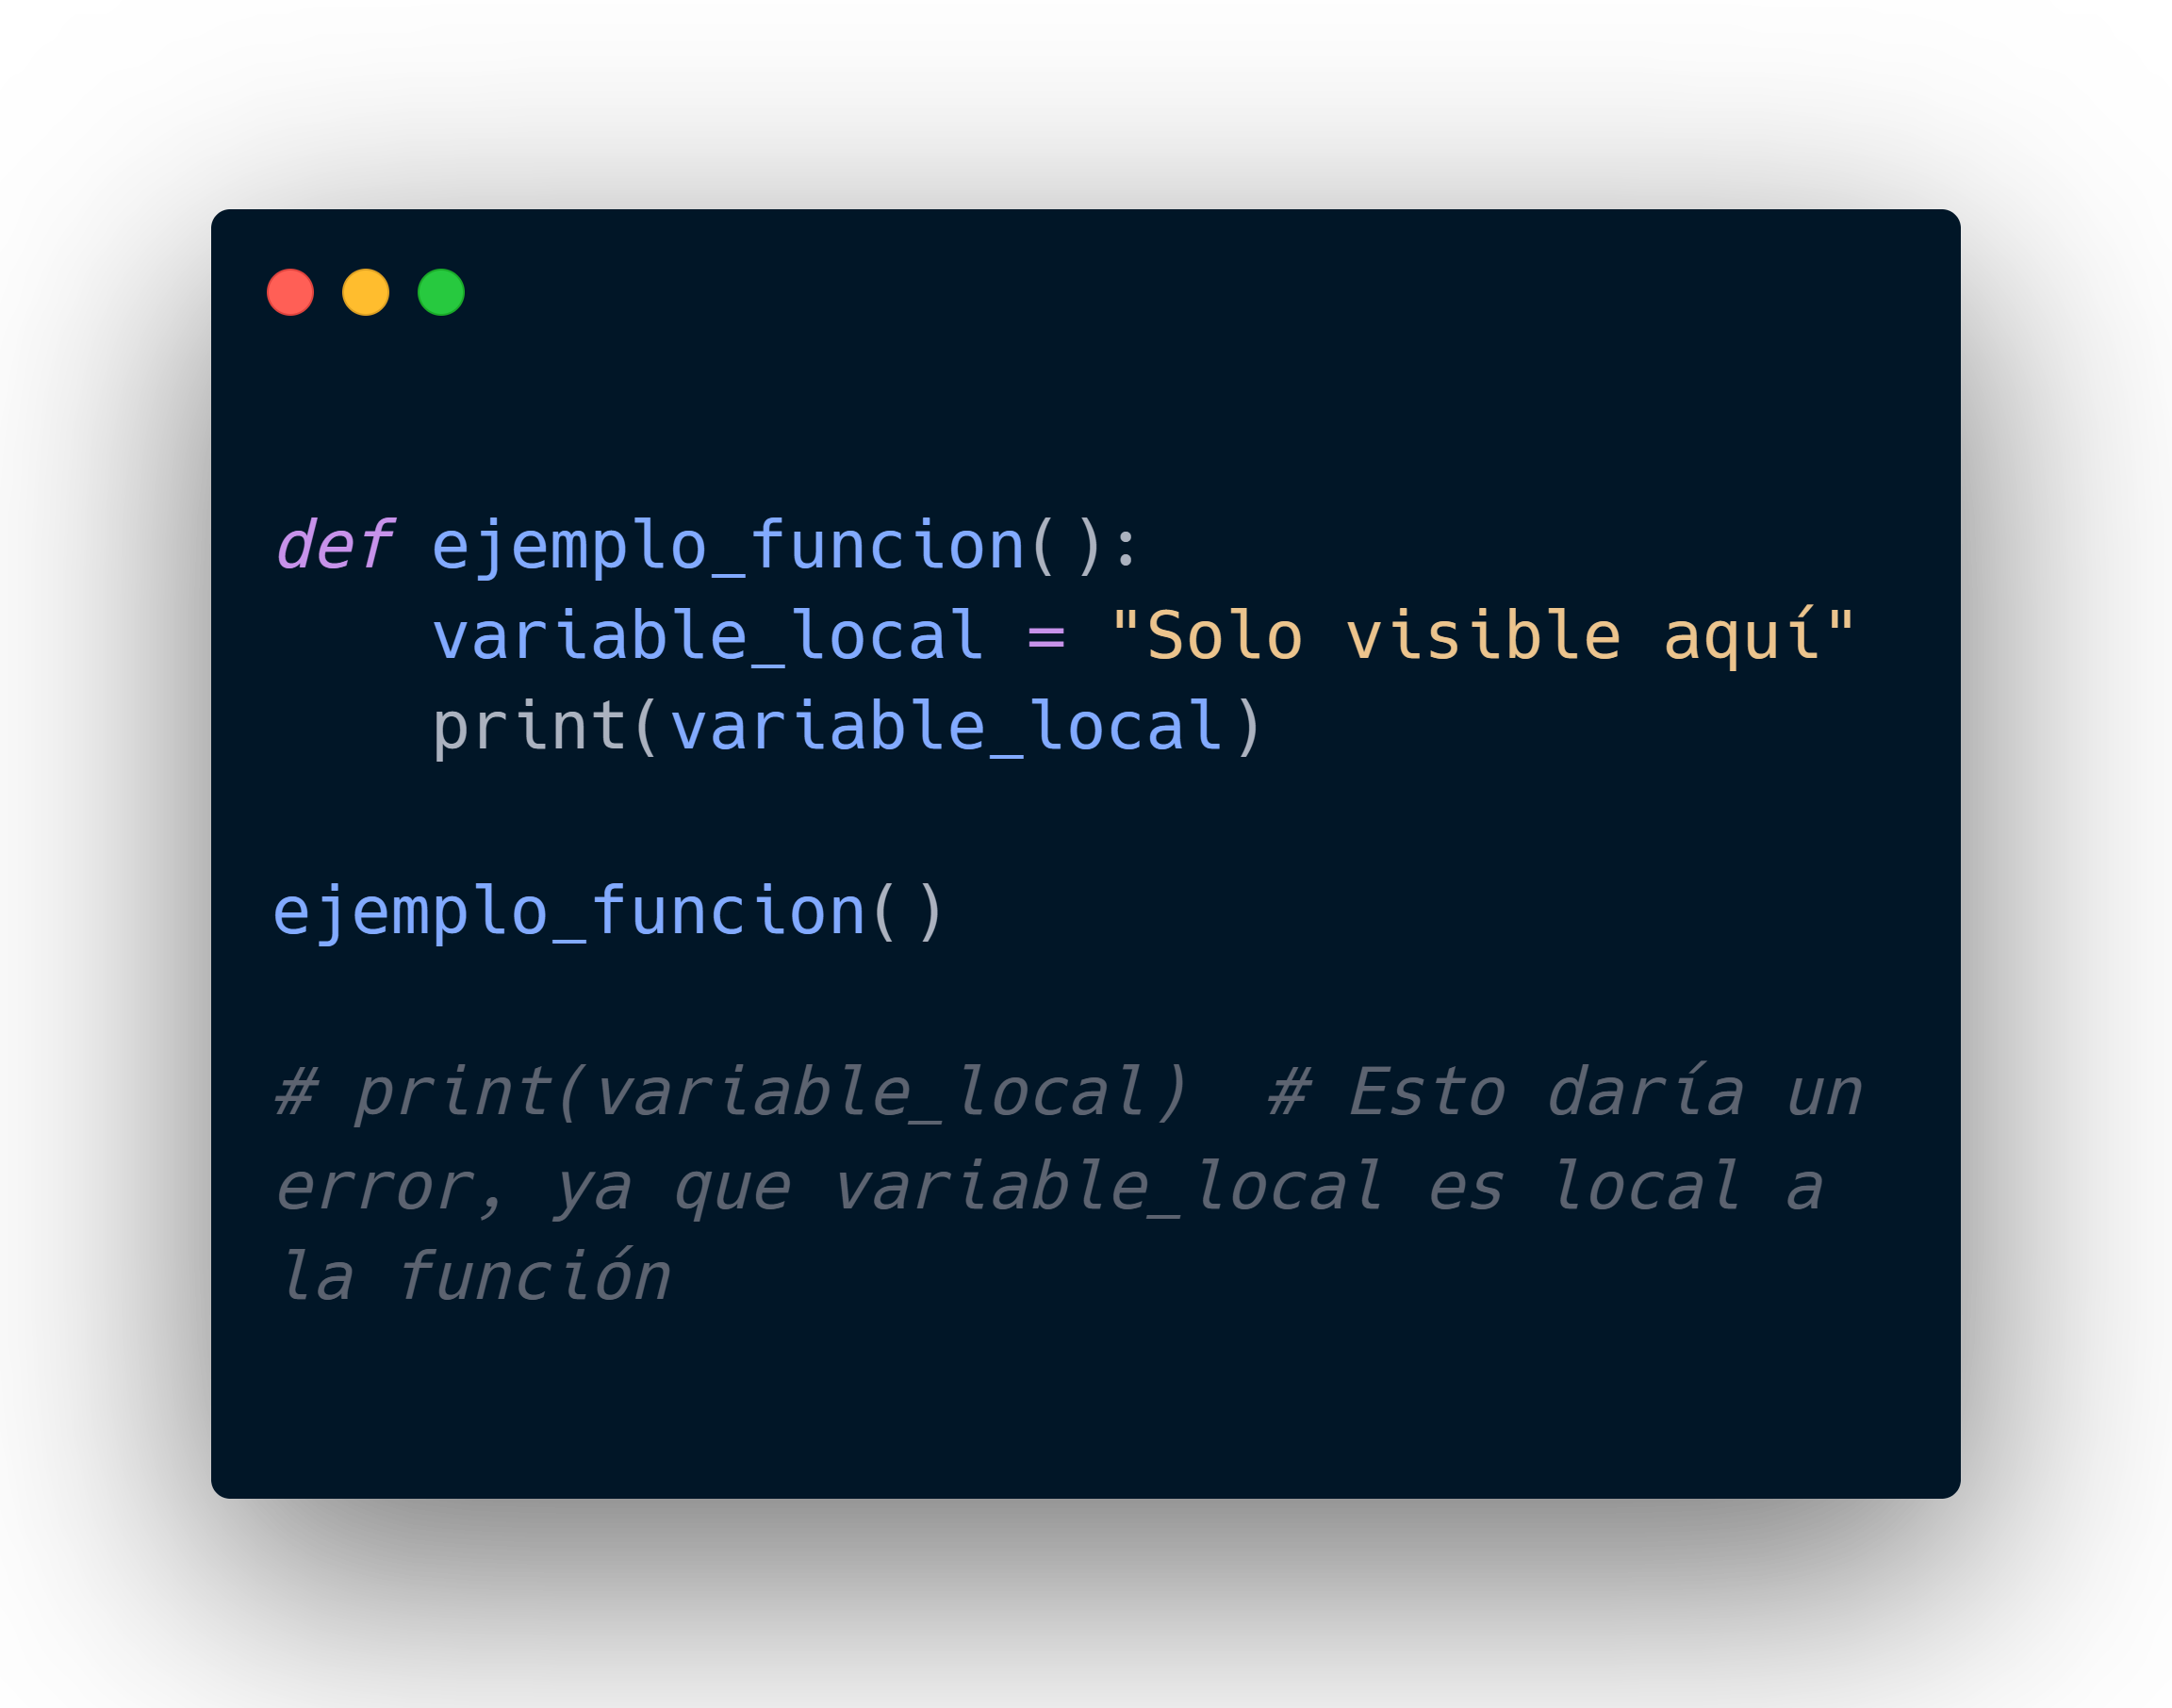 def ejemplo_funcion():
    variable_local = "Solo visible aquí"
    print(variable_local)
ejemplo_funcion()
# print(variable_local)  # Esto daría un
error, ya que variable_local es local a
la función